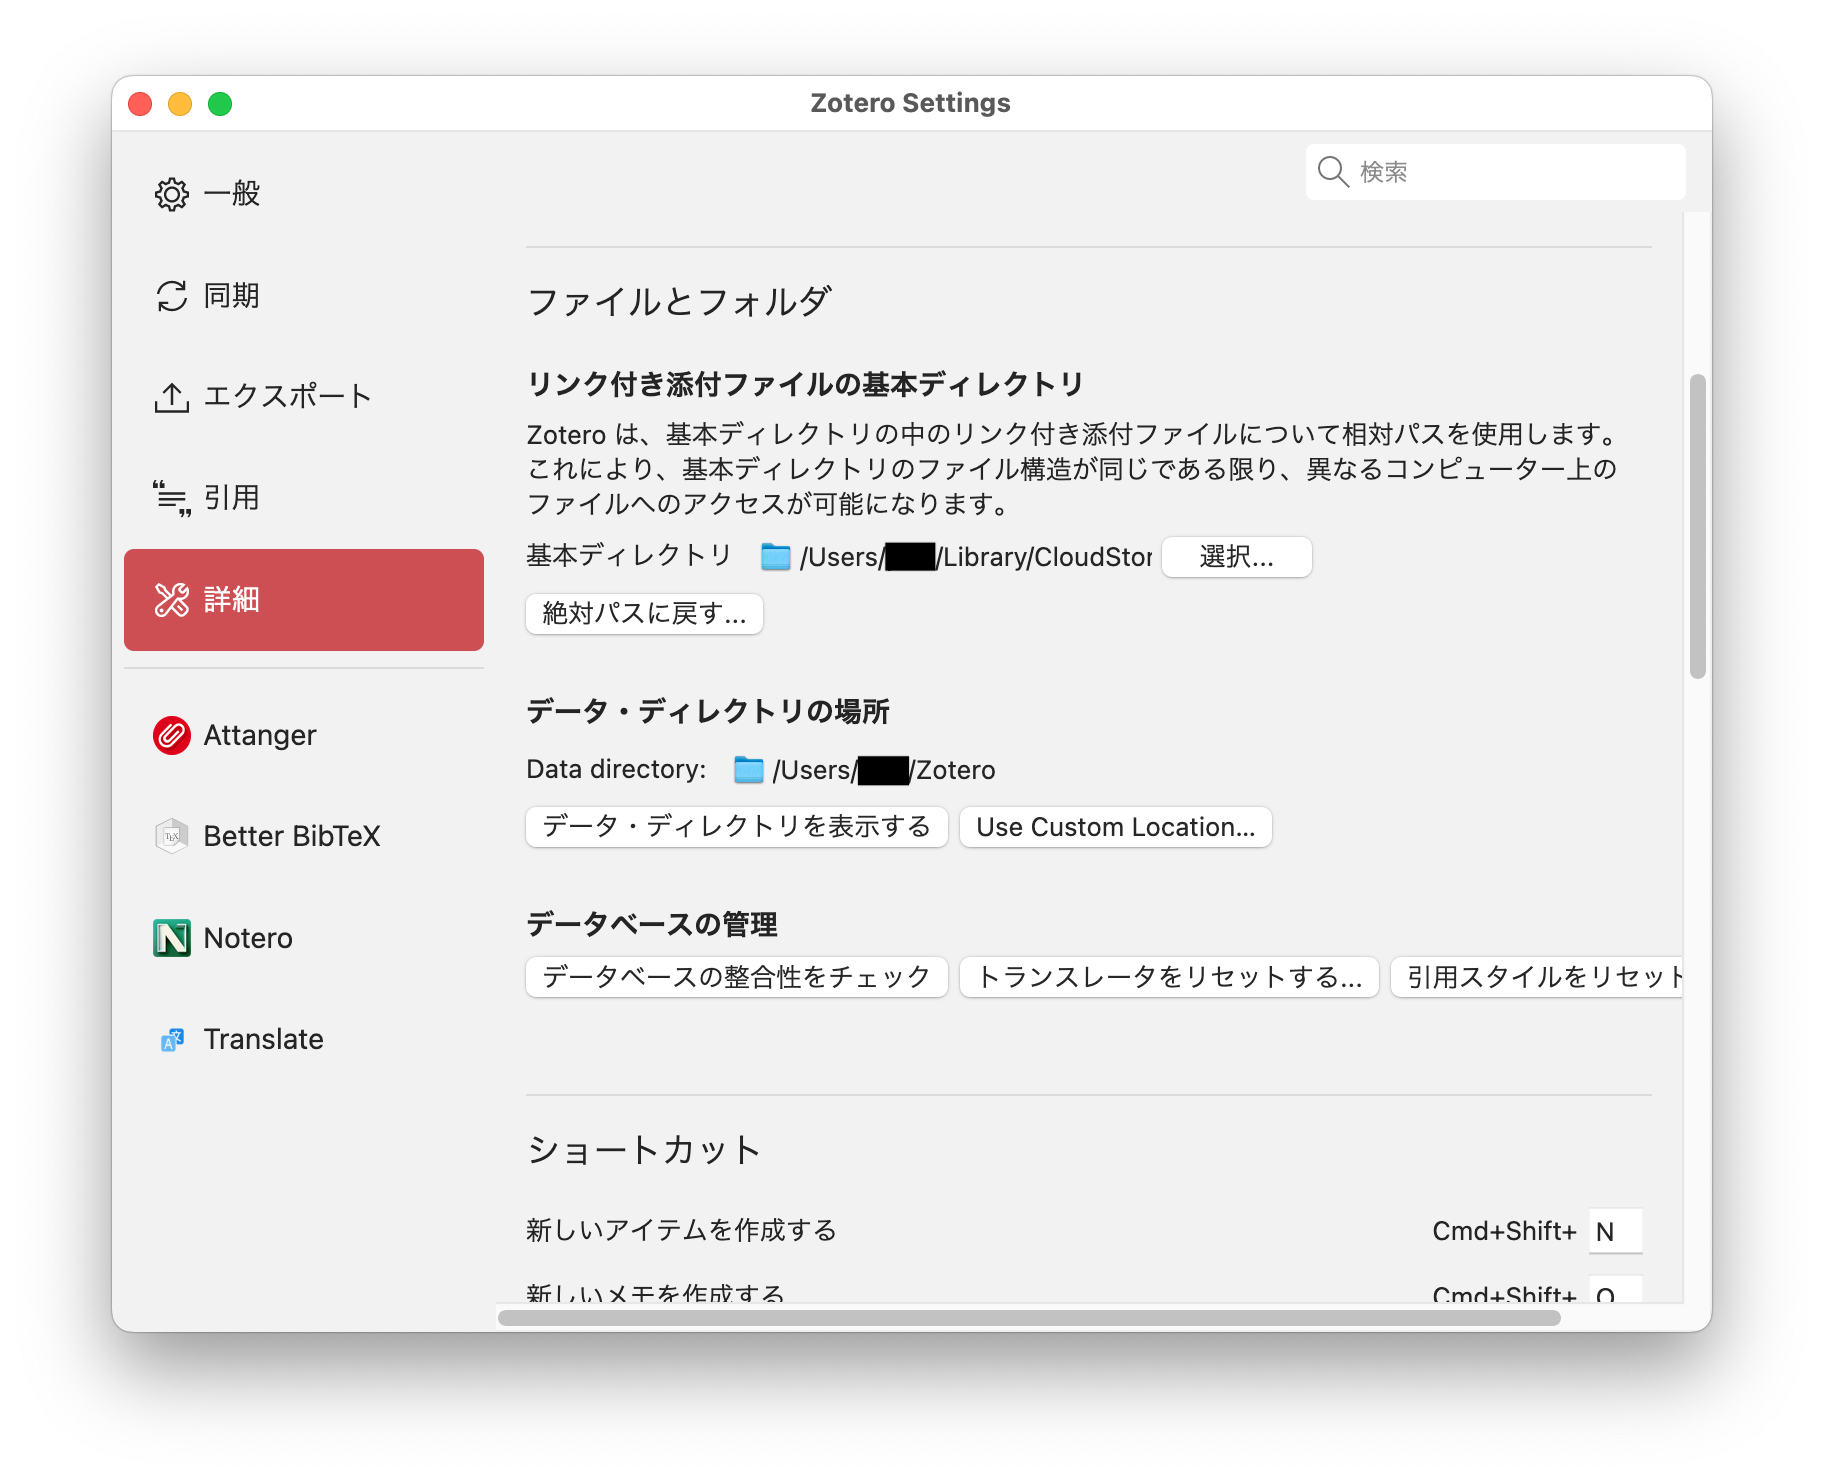 Zotero Settings
検索
一般
同期
エクスポート
引用
詳細
Attanger
Better BibTeX
Notero
Translate
ファイルとフォルダ
リンク付き添付ファイルの基本ディレクトリ
Zotero は、基本ディレクトリの中のリンク付き添付ファイルについて相対パスを使用します。
これにより、基本ディレクトリのファイル構造が同じである限り、異なるコンピューター上の
ファイルへのアクセスが可能になります。
基本ディレクトリ /Users/ /Library/CloudStor 選択...
絶対パスに戻す...
データ・ディレクトリの場所
Data directory: /Users/ /Zotero
データ・ディレクトリを表示する Use Custom Location...
データベースの管理
データベースの整合性をチェック トランスレータをリセットする... 引用スタイルをリセット
ショートカット
新しいアイテムを作成する Cmd+Shift+ N
新しいメモを作成する Cmd+Shift+